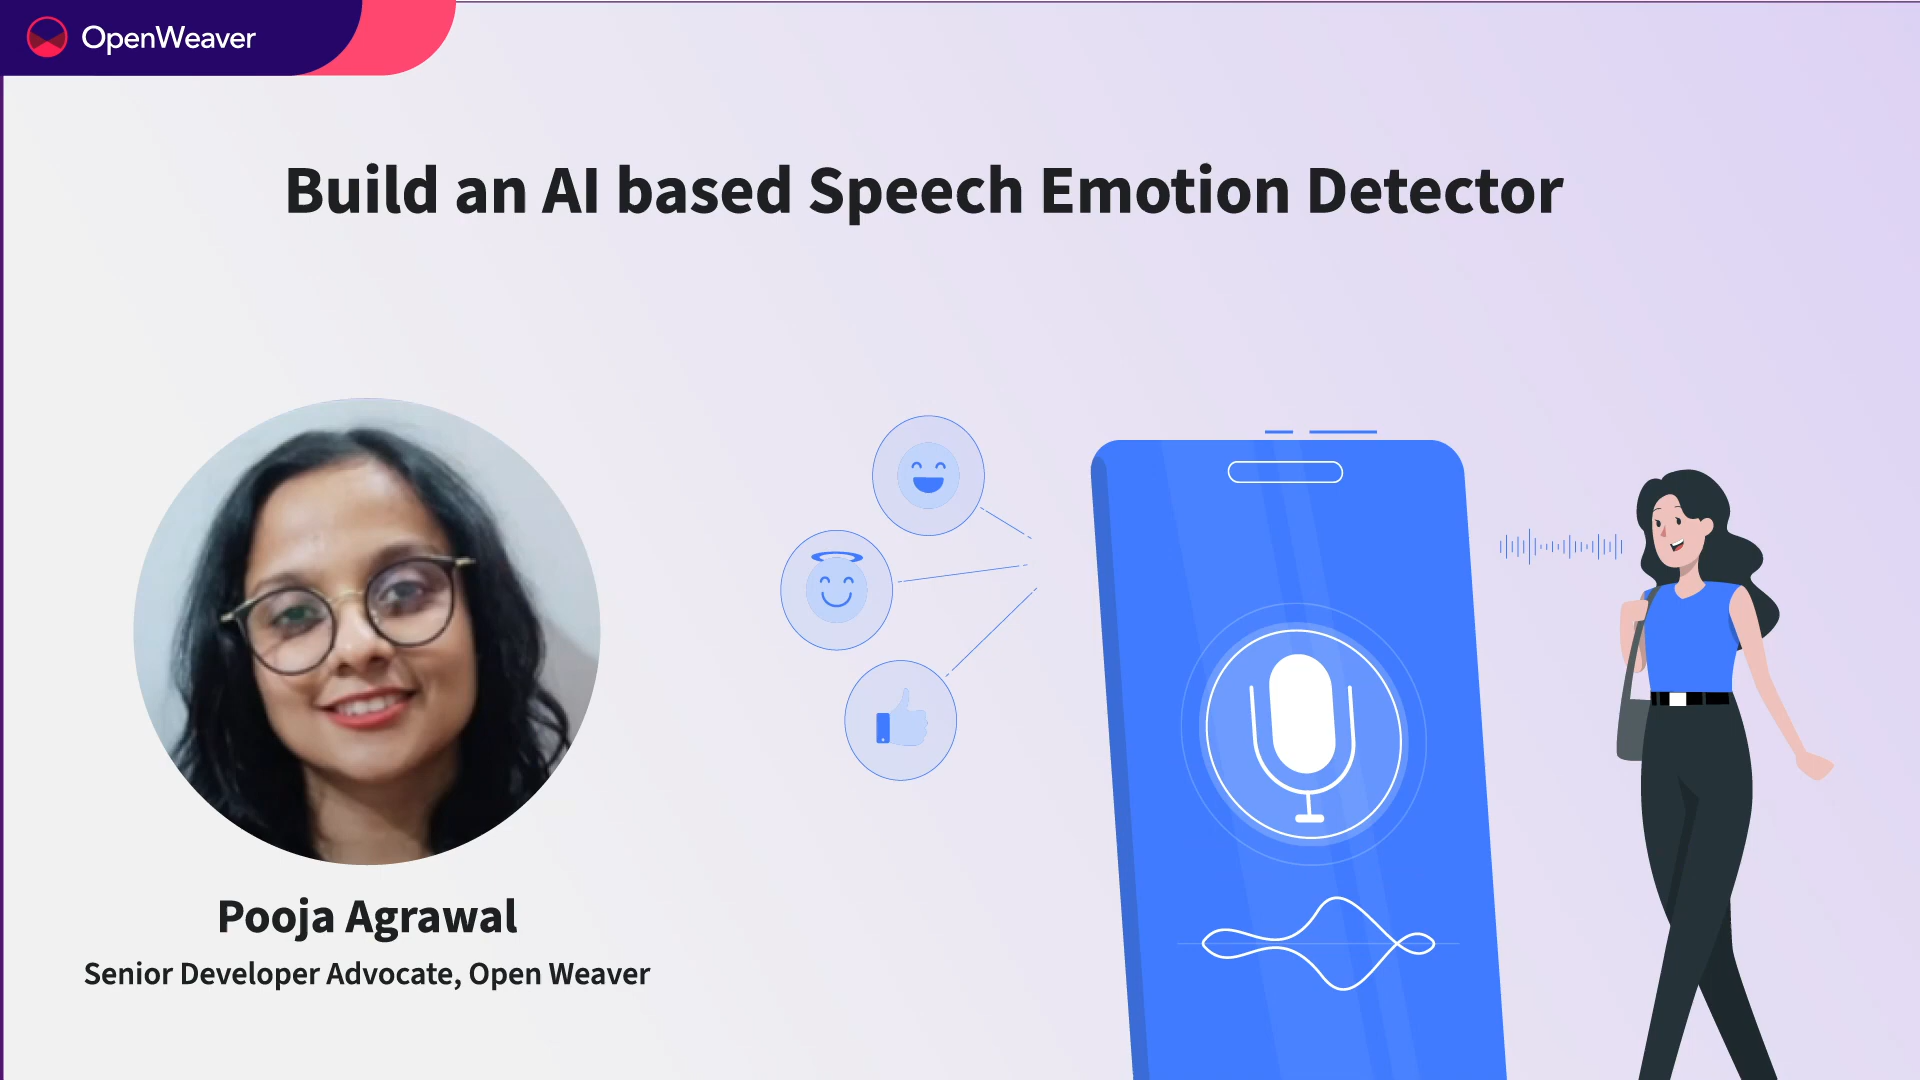 OpenWeaver
Build an AI based Speech Emotion Detector
Pooja Agrawal
Senior Developer Advocate, Open Weaver